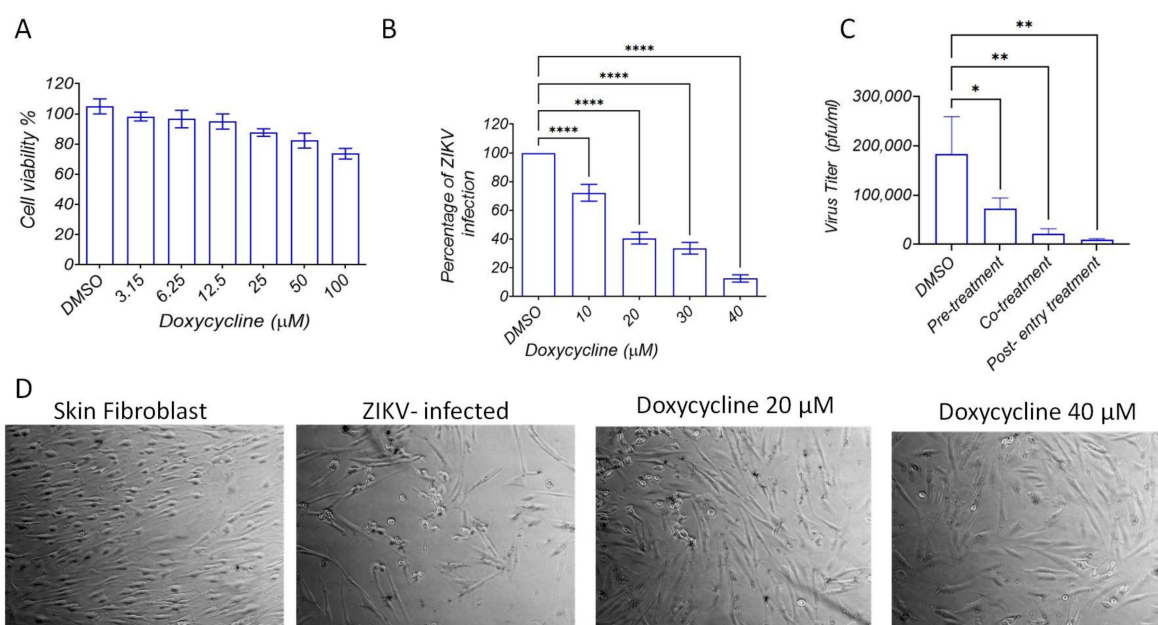 A
Cell viability %
120
100
80
60
40
20
0
DMSO
3.15
6.25
12.5
25
50
100
Doxycycline (μM)
B
****
****
****
****
Percentage of ZIKV
infection
120
100
80
60
40
20
0
DMSO
10
20
30
40
Doxycycline (μM)
C
**
**
*
Virus Titer (pfu/ml)
300,000
200,000
100,000
0
DMSO
Pre-treatment
Co-treatment
Post- entry treatment
D
Skin Fibroblast
ZIKV- infected
Doxycycline 20 μM
Doxycycline 40 μM